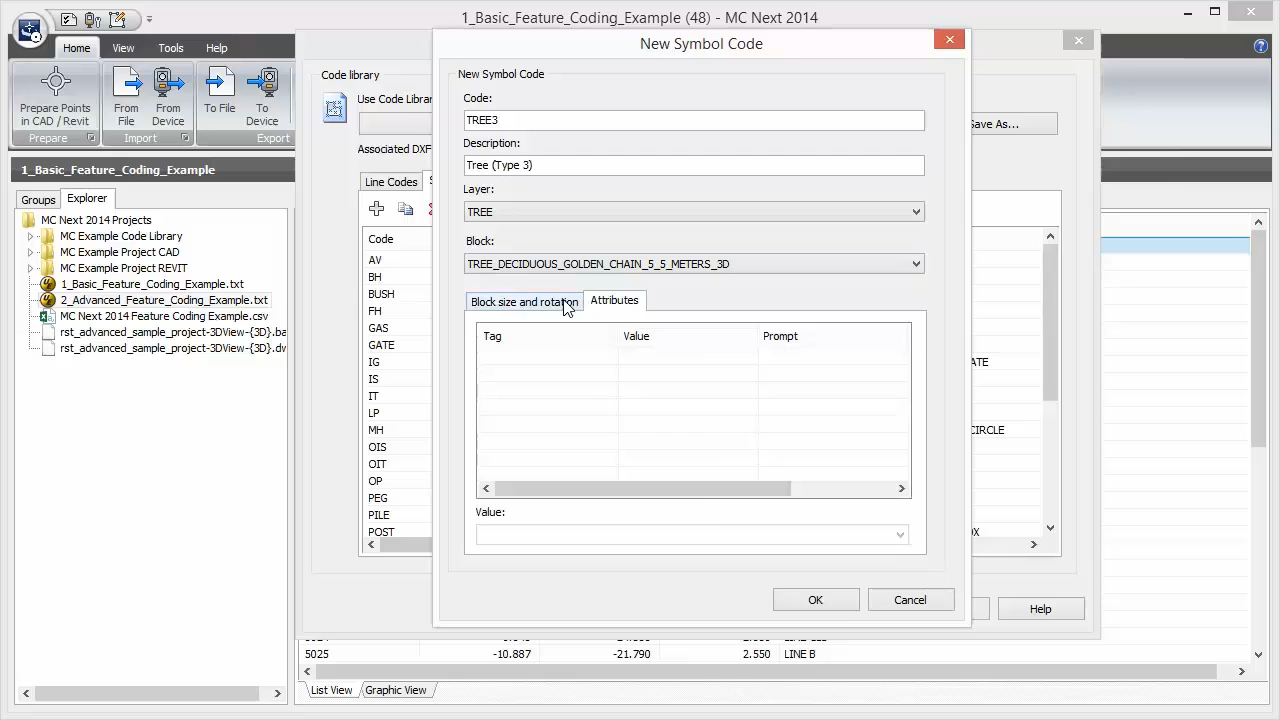 1_Basic_Feature_Coding_Example (48) - MC Next 2014
Home View Tools Help
Prepare Points
in CAD / Revit
From
File
From
Device
To File
To
Device
Prepare
Import
Export
1_Basic_Feature_Coding_Example
Groups Explorer
MC Next 2014 Projects
MC Example Code Library
MC Example Project CAD
MC Example Project REVIT
1_Basic_Feature_Coding_Example.txt
2_Advanced_Feature_Coding_Example.txt
MC Next 2014 Feature Coding Example.csv
rst_advanced_sample_project-3DView-{3D}.ba
rst_advanced_sample_project-3DView-{3D}.dw
Code library
Use Code Librar
Save As...
Associated DXF
Line Codes
Code
AV
BH
BUSH
FH
GAS
GATE
IG
IS
IT
LP
MH
OIS
OIT
OP
PEG
PILE
POST
ATE
CIRCLE
OX
Help
New Symbol Code
New Symbol Code
Code:
TREE3
Description:
Tree (Type 3)
Layer:
TREE
Block:
TREE_DECIDUOUS_GOLDEN_CHAIN_5_5_METERS_3D
Block size and rotation Attributes
Tag Value Prompt
Value:
OK Cancel
5025 -10.887 -21.790 2.550 LINE B
List View Graphic View